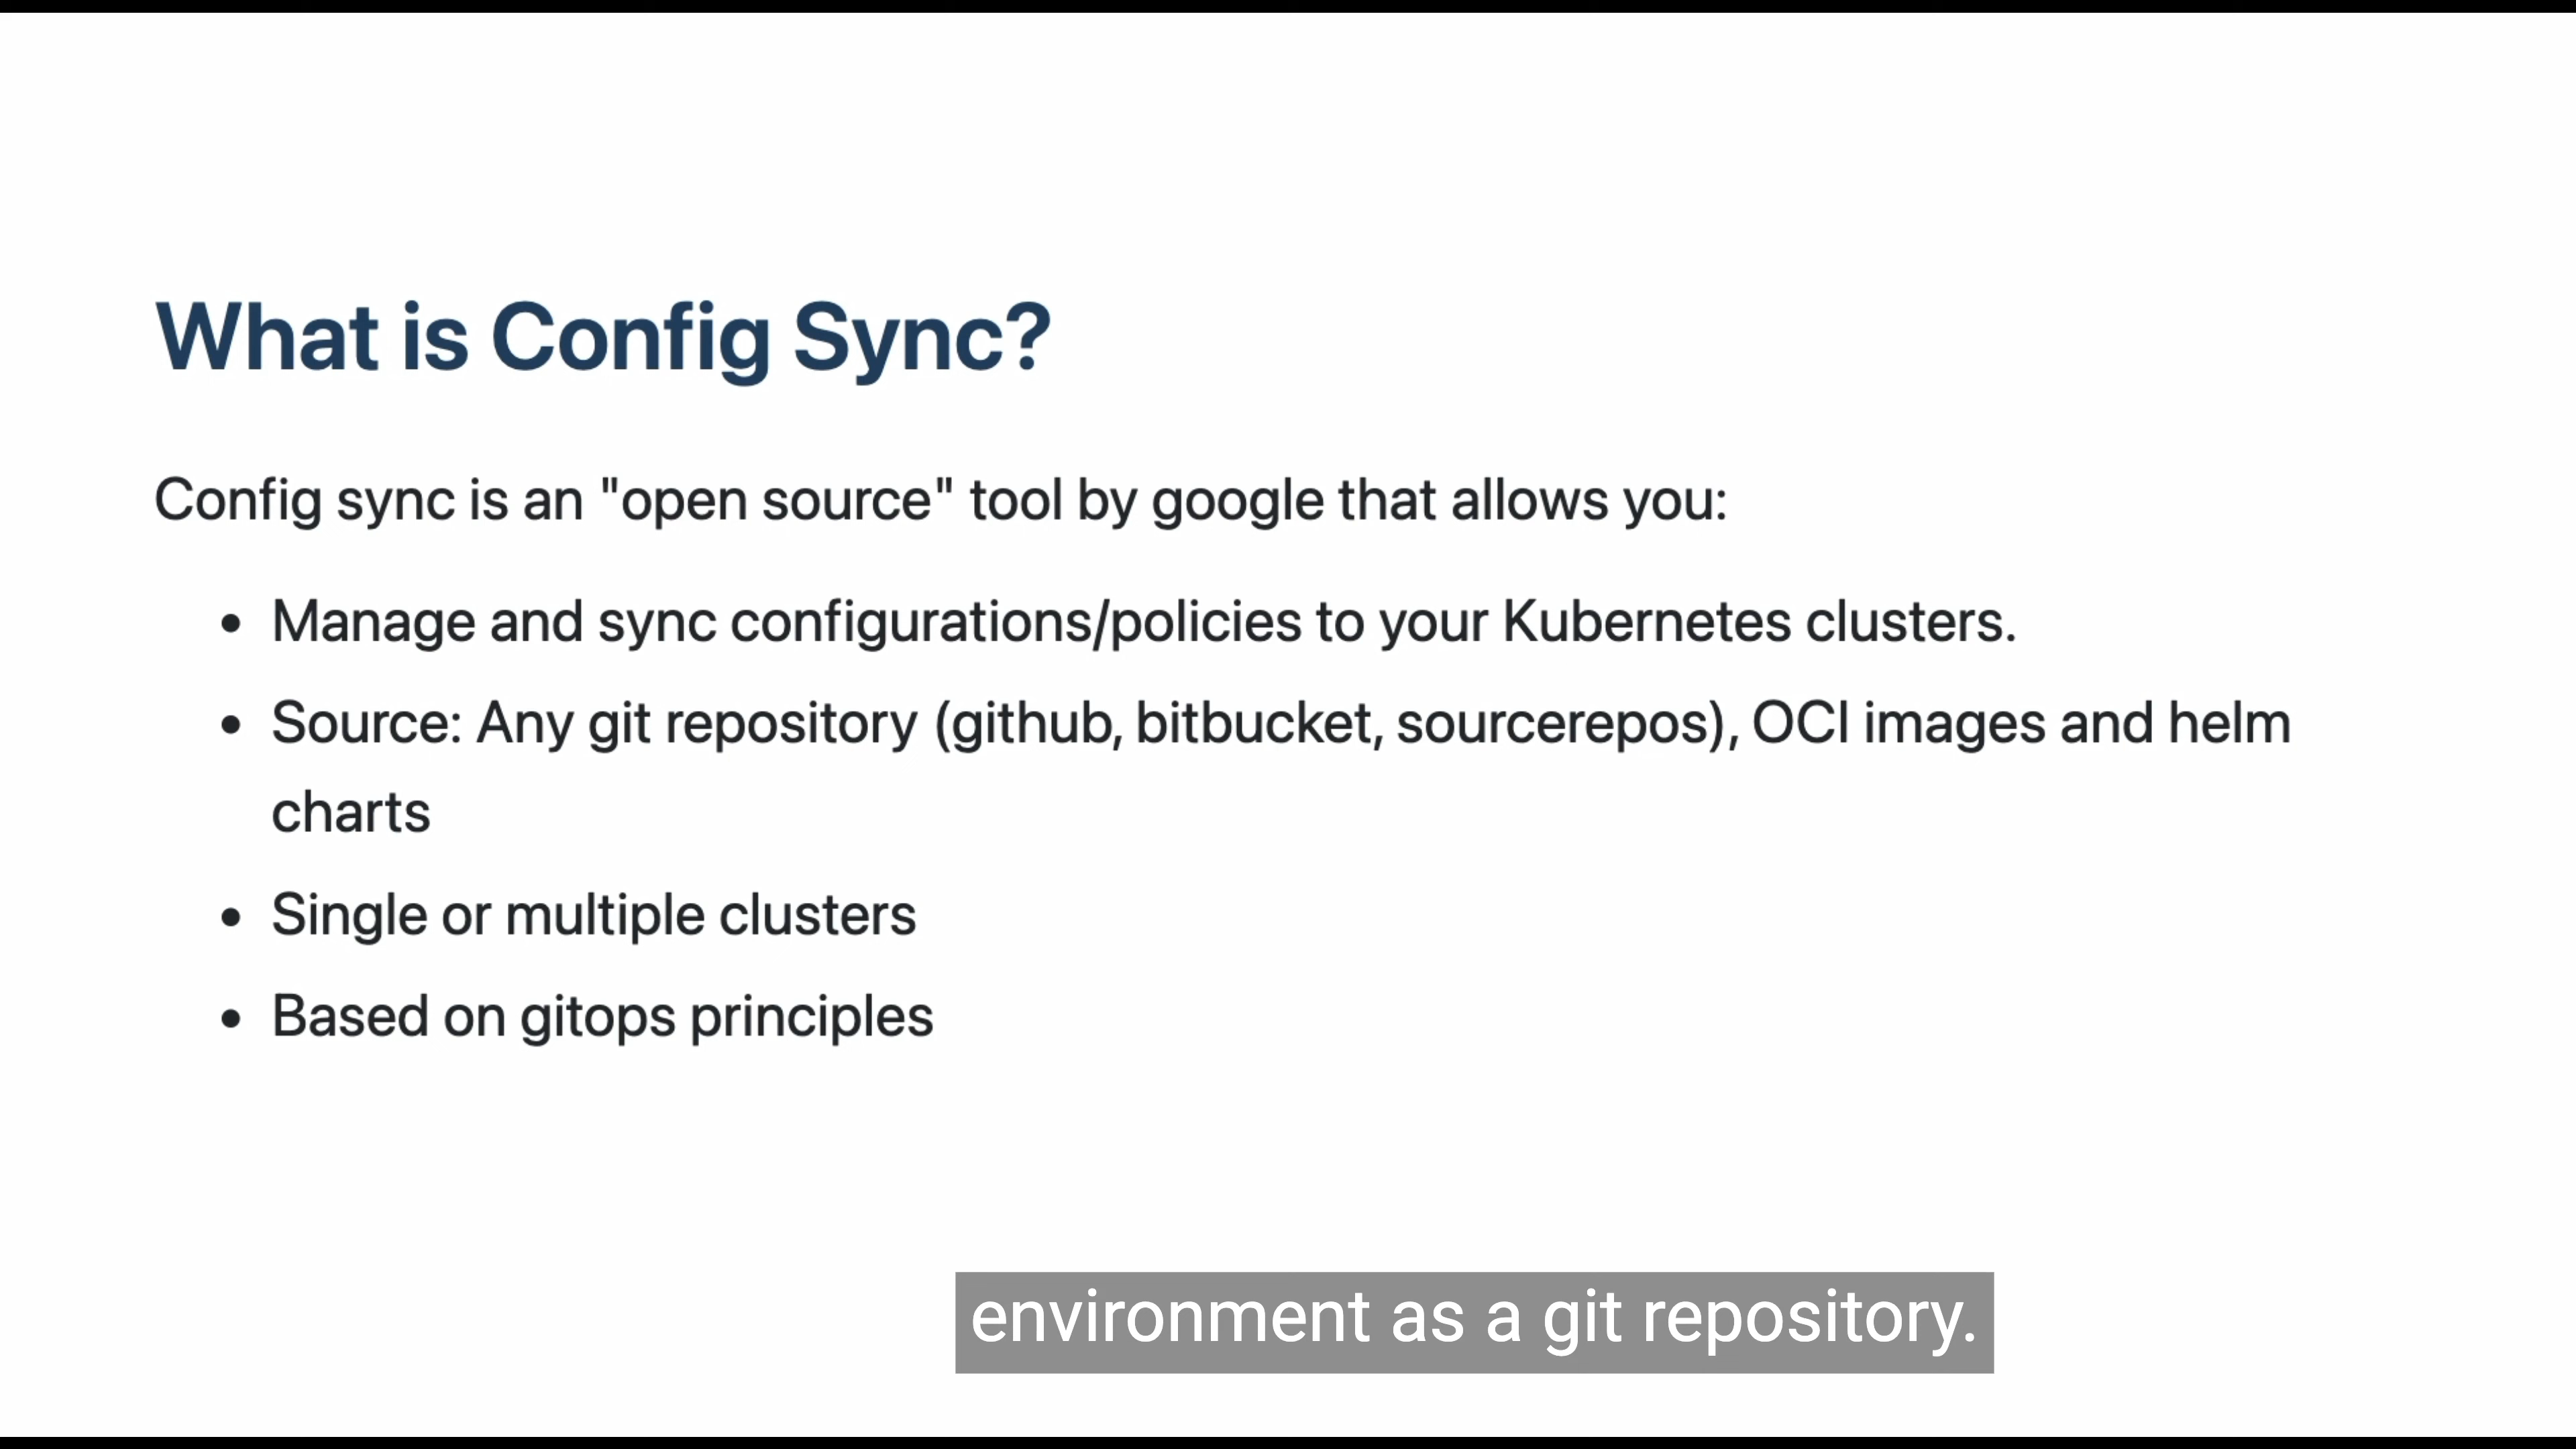 What is Config Sync?
Config sync is an "open source" tool by google that allows you:
• Manage and sync configurations/policies to your Kubernetes clusters.
• Source: Any git repository (github, bitbucket, sourcerepos), OCI images and helm
charts
• Single or multiple clusters
• Based on gitops principles
environment as a git repository.